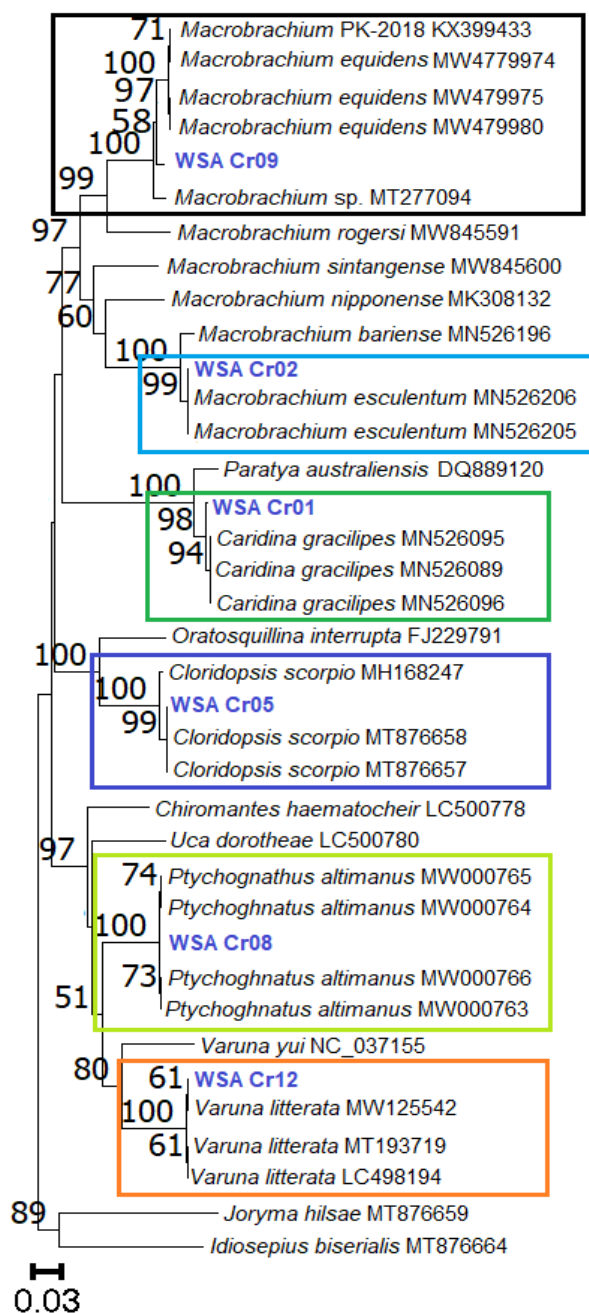 71
Macrobrachium PK-2018 KX399433
100
Macrobrachium equidens MW4779974
97
Macrobrachium equidens MW479975
58
Macrobrachium equidens MW479980
100
WSA Cr09
99
Macrobrachium sp. MT277094
97
Macrobrachium rogersi MW845591
77
Macrobrachium sintangense MW845600
60
Macrobrachium nipponense MK308132
Macrobrachium bariense MN526196
100
WSA Cr02
99
Macrobrachium esculentum MN526206
Macrobrachium esculentum MN526205
Paratya australiensis DQ889120
100
WSA Cr01
98
Caridina gracilipes MN526095
94
Caridina gracilipes MN526089
Caridina gracilipes MN526096
Oratosquillina interrupta FJ229791
100
Cloridopsis scorpio MH168247
100
WSA Cr05
99
Cloridopsis scorpio MT876658
Cloridopsis scorpio MT876657
Chiromantes haematocheir LC500778
Uca dorotheae LC500780
97
74
Ptychognathus altimanus MW000765
Ptychoghnatus altimanus MW000764
100
WSA Cr08
73
Ptychoghnatus altimanus MW000766
51
Ptychoghnatus altimanus MW000763
Varuna yui NC_037155
80
61
WSA Cr12
100
Varuna litterata MW125542
61
Varuna litterata MT193719
Varuna litterata LC498194
89
Joryma hilsae MT876659
Idiosepius biserialis MT876664
0.03